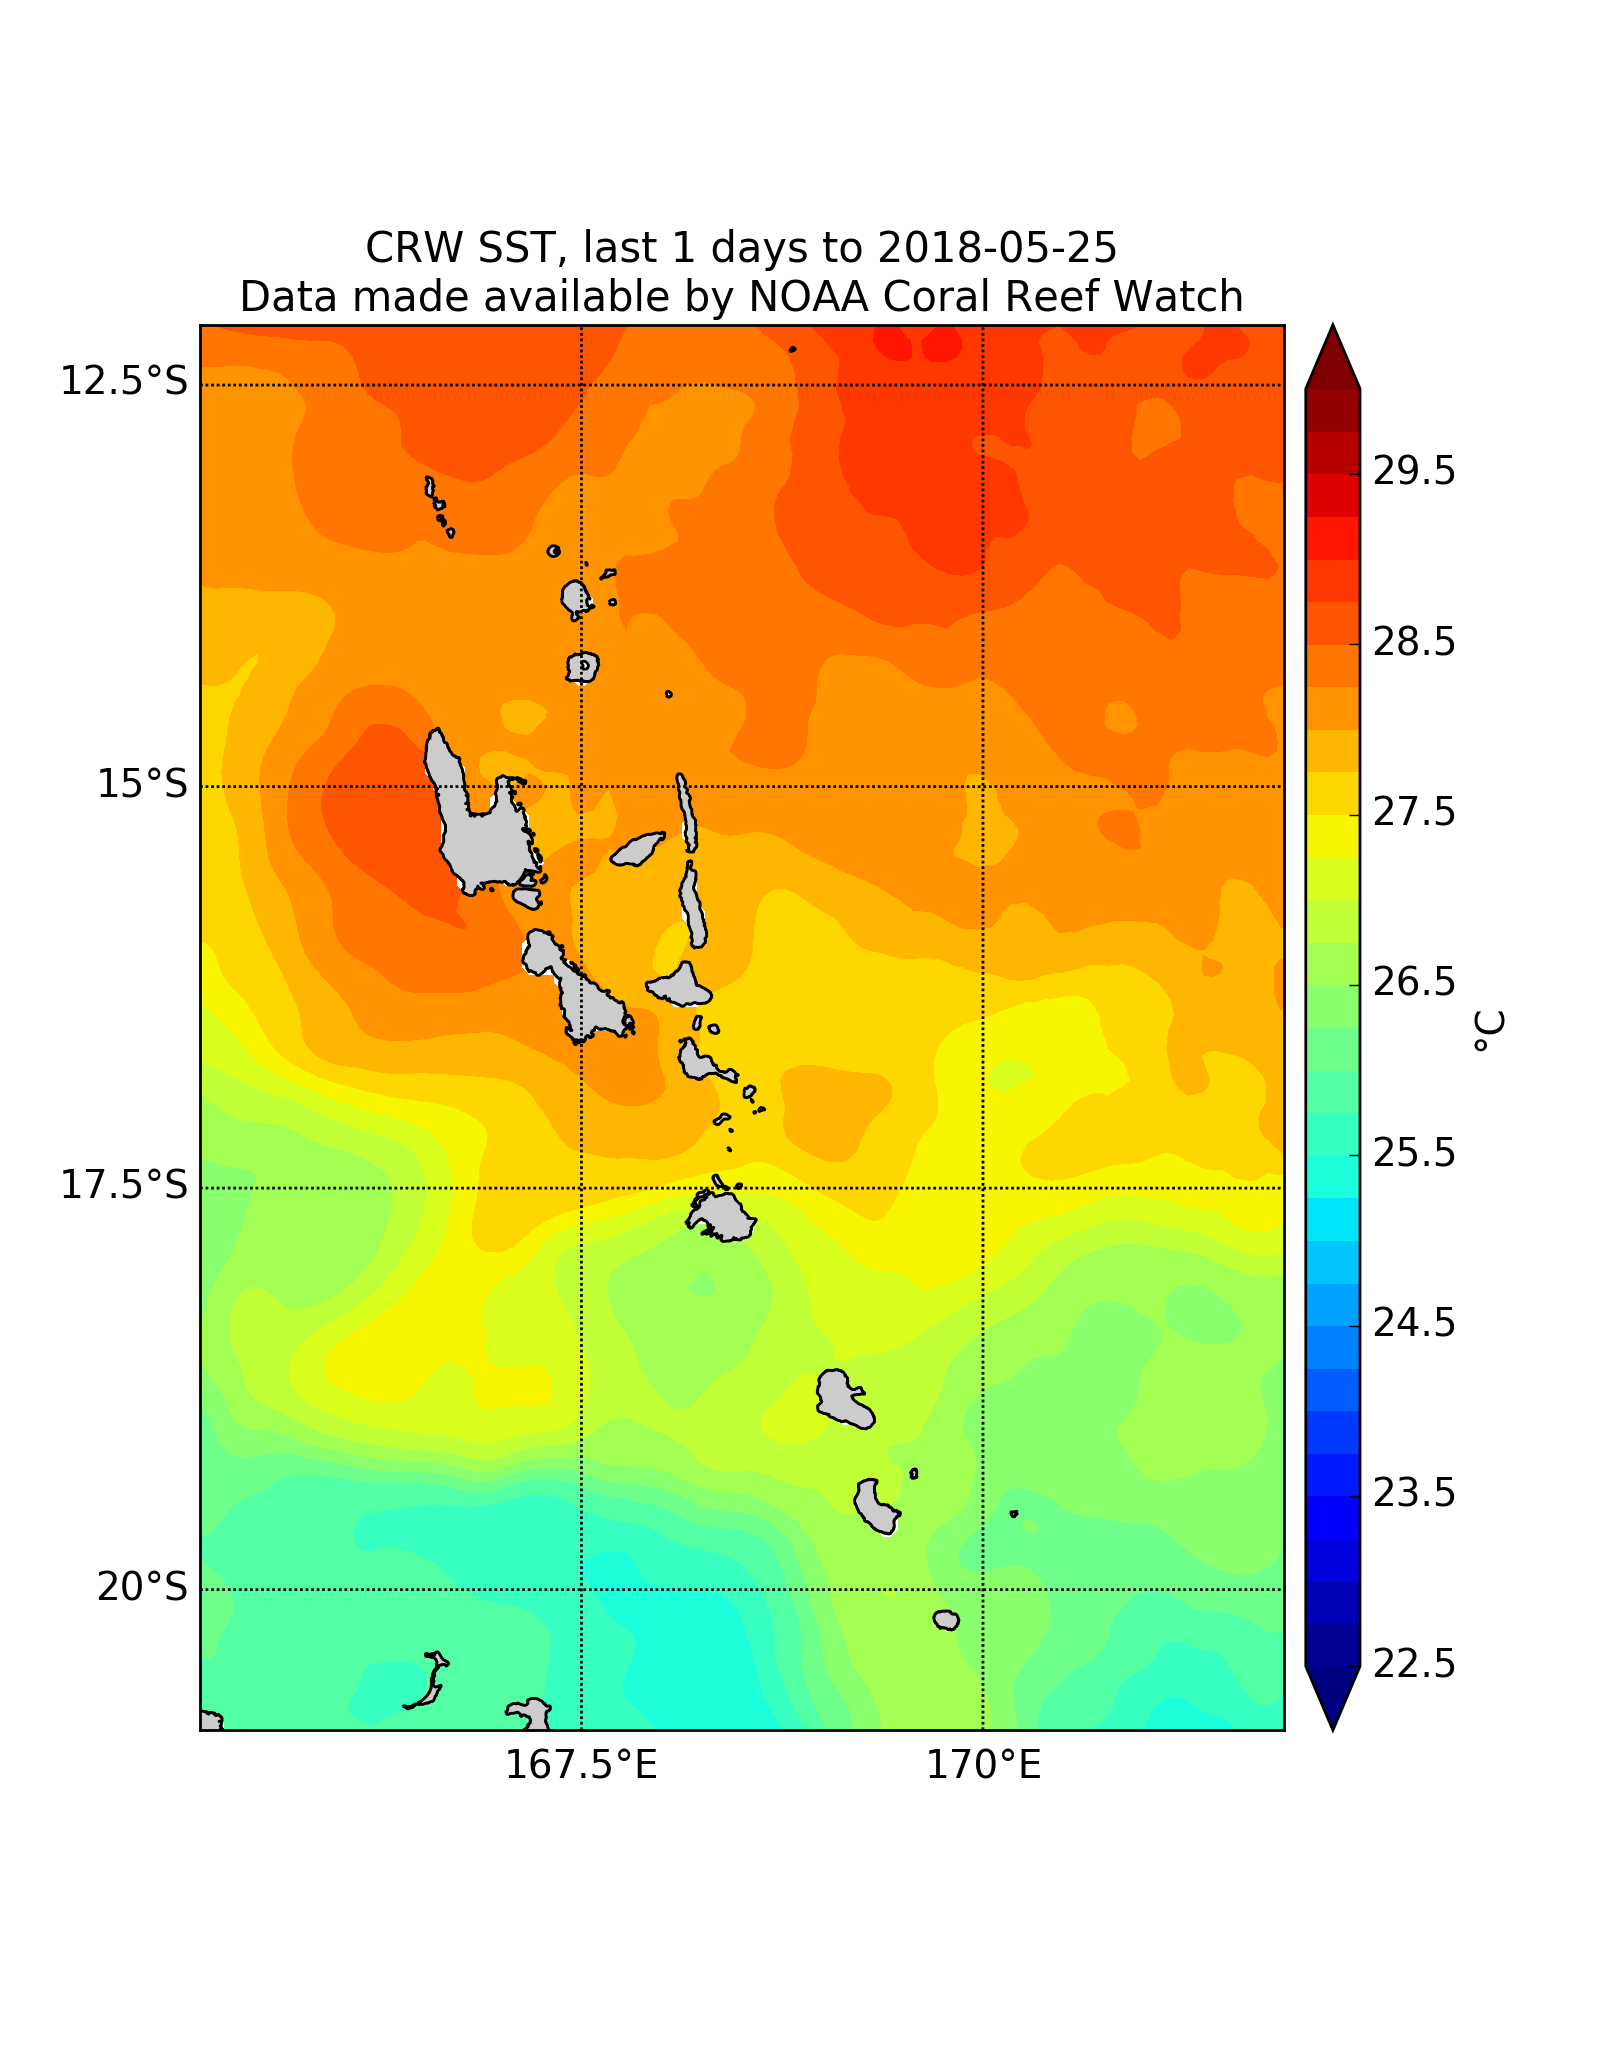 CRW SST, last 1 days to 2018-05-25
Data made available by NOAA Coral Reef Watch
12.5°S
15°S
17.5°S
20°S
167.5°E
170°E
29.5
28.5
27.5
26.5
25.5
24.5
23.5
22.5
°C